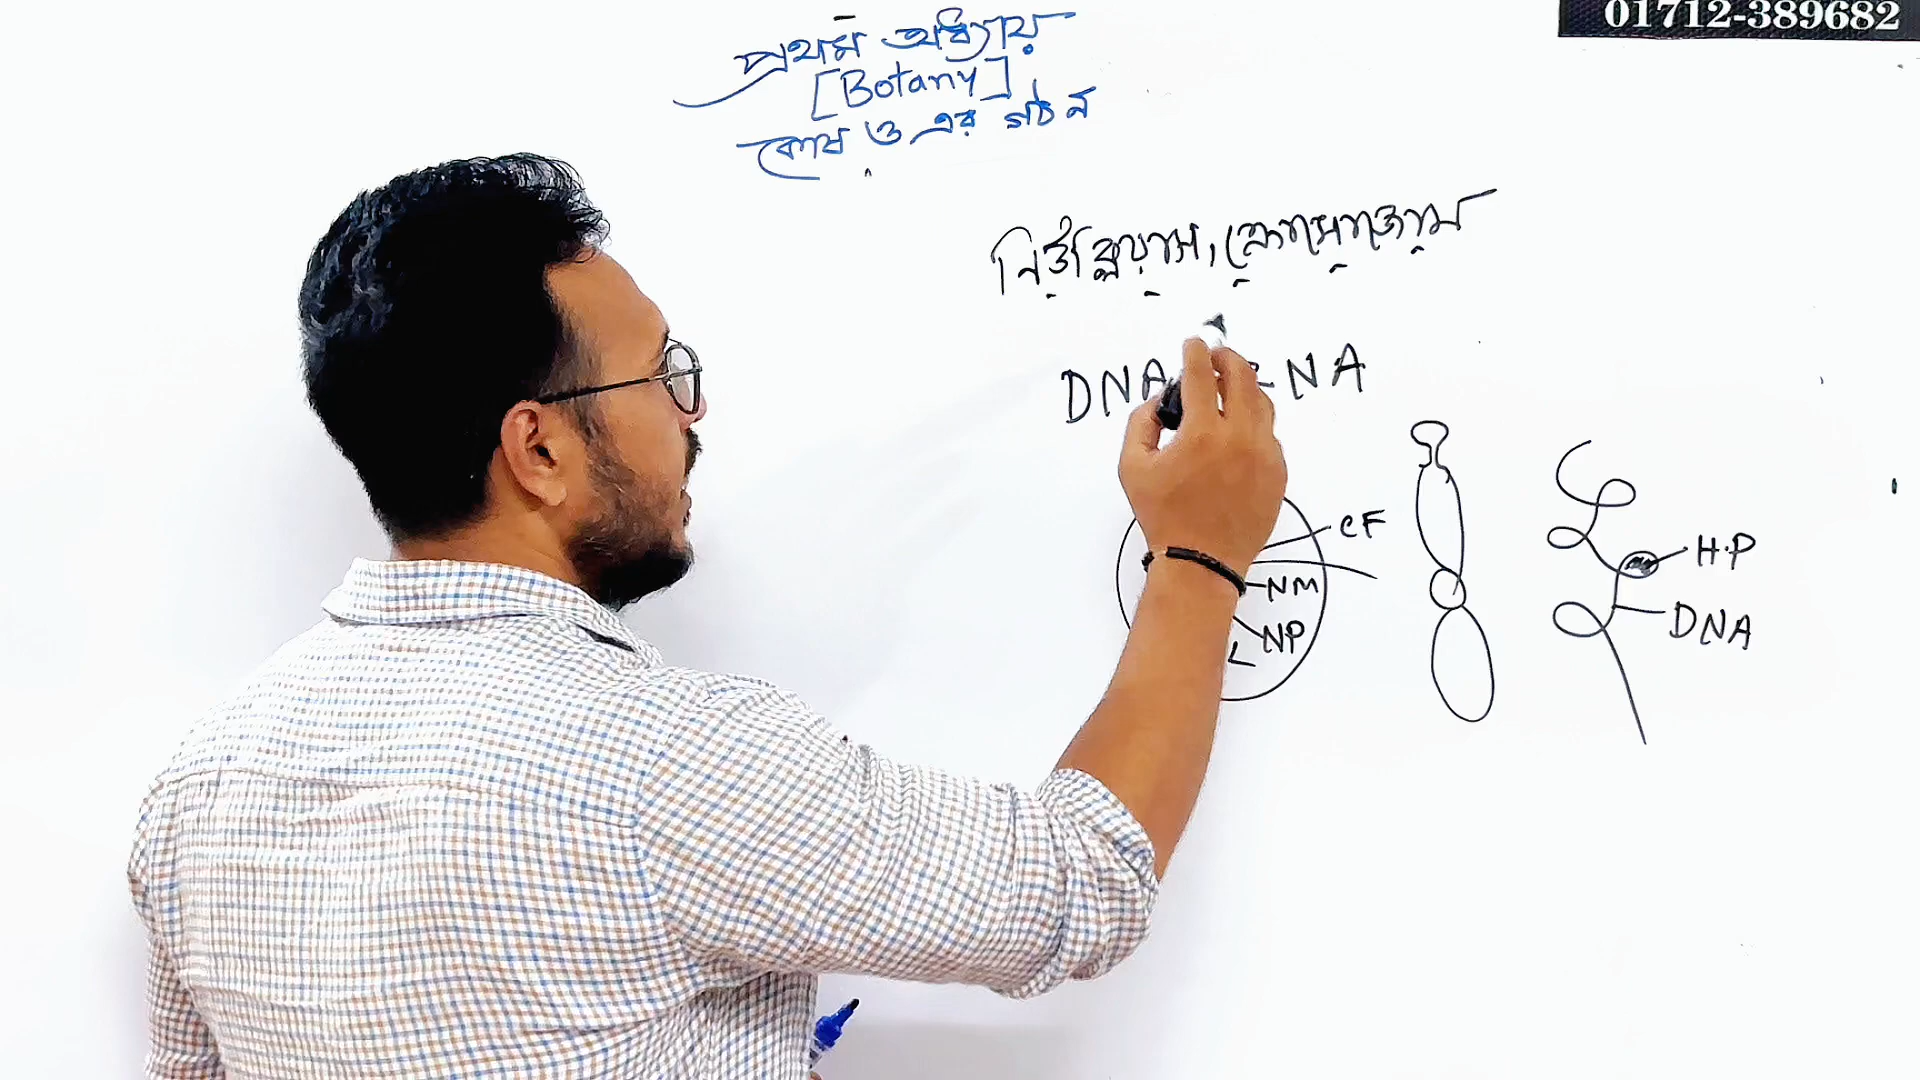 01712-389682
প্রথম অধ্যায়
[Botany]
কোষ ও এর গঠন
নিউক্লিয়াস, ক্রোমোজোম
DNA NA
CF
NM
NP
H.P
DNA